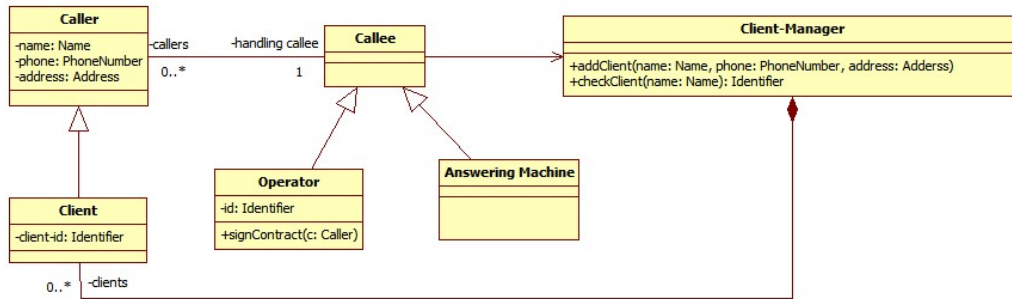 Caller
-name: Name
-phone: PhoneNumber
-address: Address
-callers
0..*
-handling callee
1
Callee
Client-Manager
+addClient(name: Name, phone: PhoneNumber, address: Adderss)
+checkClient(name: Name): Identifier
Client
-client-id: Identifier
Operator
-id: Identifier
+signContract(c: Caller)
Answering Machine
0..*
-clients